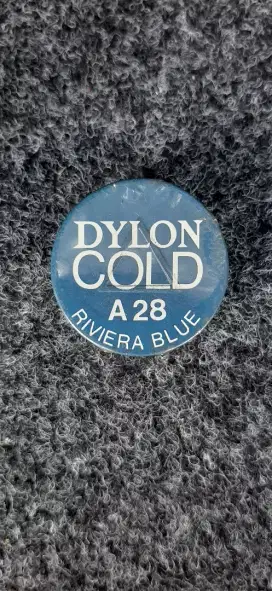 DYLON
COLD
A 28
RIVIERA BLUE